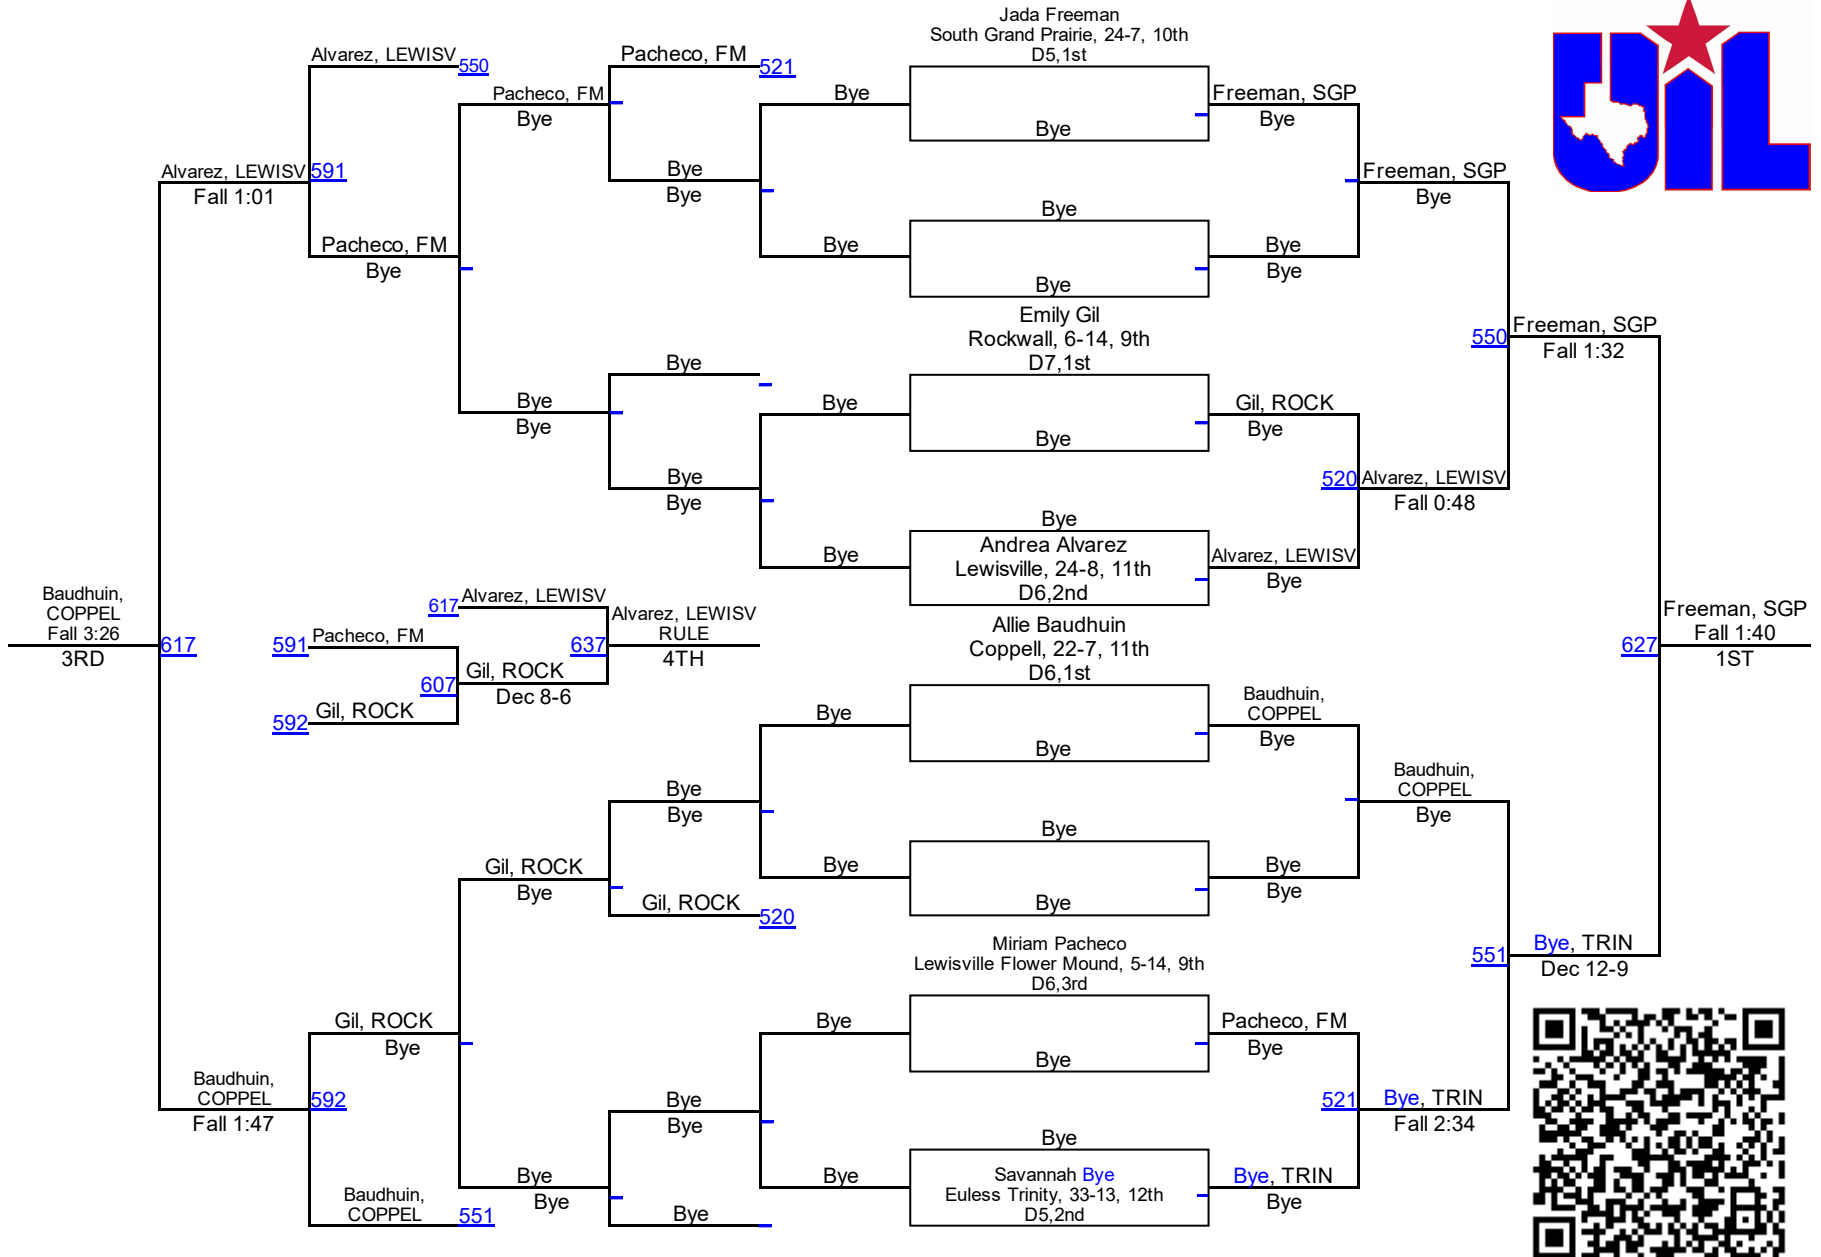 Jada Freeman
South Grand Prairie, 24-7, 10th
D5,1st
Alvarez, LEWISV
550
Pacheco, FM
521
Pacheco, FM
Bye
Bye
Bye
Freeman, SGP
Bye
Alvarez, LEWISV
591
Fall 1:01
Bye
Bye
Freeman, SGP
Bye
Bye
Pacheco, FM
Bye
Bye
Bye
Bye
Bye
Emily Gil
Rockwall, 6-14, 9th
D7,1st
550
Freeman, SGP
Fall 1:32
Bye
Bye
Bye
Bye
Bye
Gil, ROCK
Bye
Bye
Bye
520
Alvarez, LEWISV
Fall 0:48
Bye
Bye
Andrea Alvarez
Lewisville, 24-8, 11th
D6,2nd
Alvarez, LEWISV
Bye
Baudhuin,
COPPEL
Fall 3:26
3RD
617
617
Alvarez, LEWISV
591
Pacheco, FM
637
Alvarez, LEWISV
RULE
4TH
607
Gil, ROCK
Dec 8-6
592
Gil, ROCK
Allie Baudhuin
Coppell, 22-7, 11th
D6,1st
627
Freeman, SGP
Fall 1:40
1ST
Bye
Bye
Baudhuin,
COPPEL
Bye
Bye
Bye
Baudhuin,
COPPEL
Bye
Gil, ROCK
Bye
Bye
Bye
Bye
Bye
Bye
Gil, ROCK
520
Miriam Pacheco
Lewisville Flower Mound, 5-14, 9th
D6,3rd
551
Bye, TRIN
Dec 12-9
Gil, ROCK
Bye
Bye
Bye
Pacheco, FM
Bye
Baudhuin,
COPPEL
592
Fall 1:47
Bye
Bye
521
Bye, TRIN
Fall 2:34
Bye
Bye
Bye
Savannah Bye
Euless Trinity, 33-13, 12th
D5,2nd
Bye, TRIN
Bye
Baudhuin,
COPPEL
551
Bye
Bye
UIL